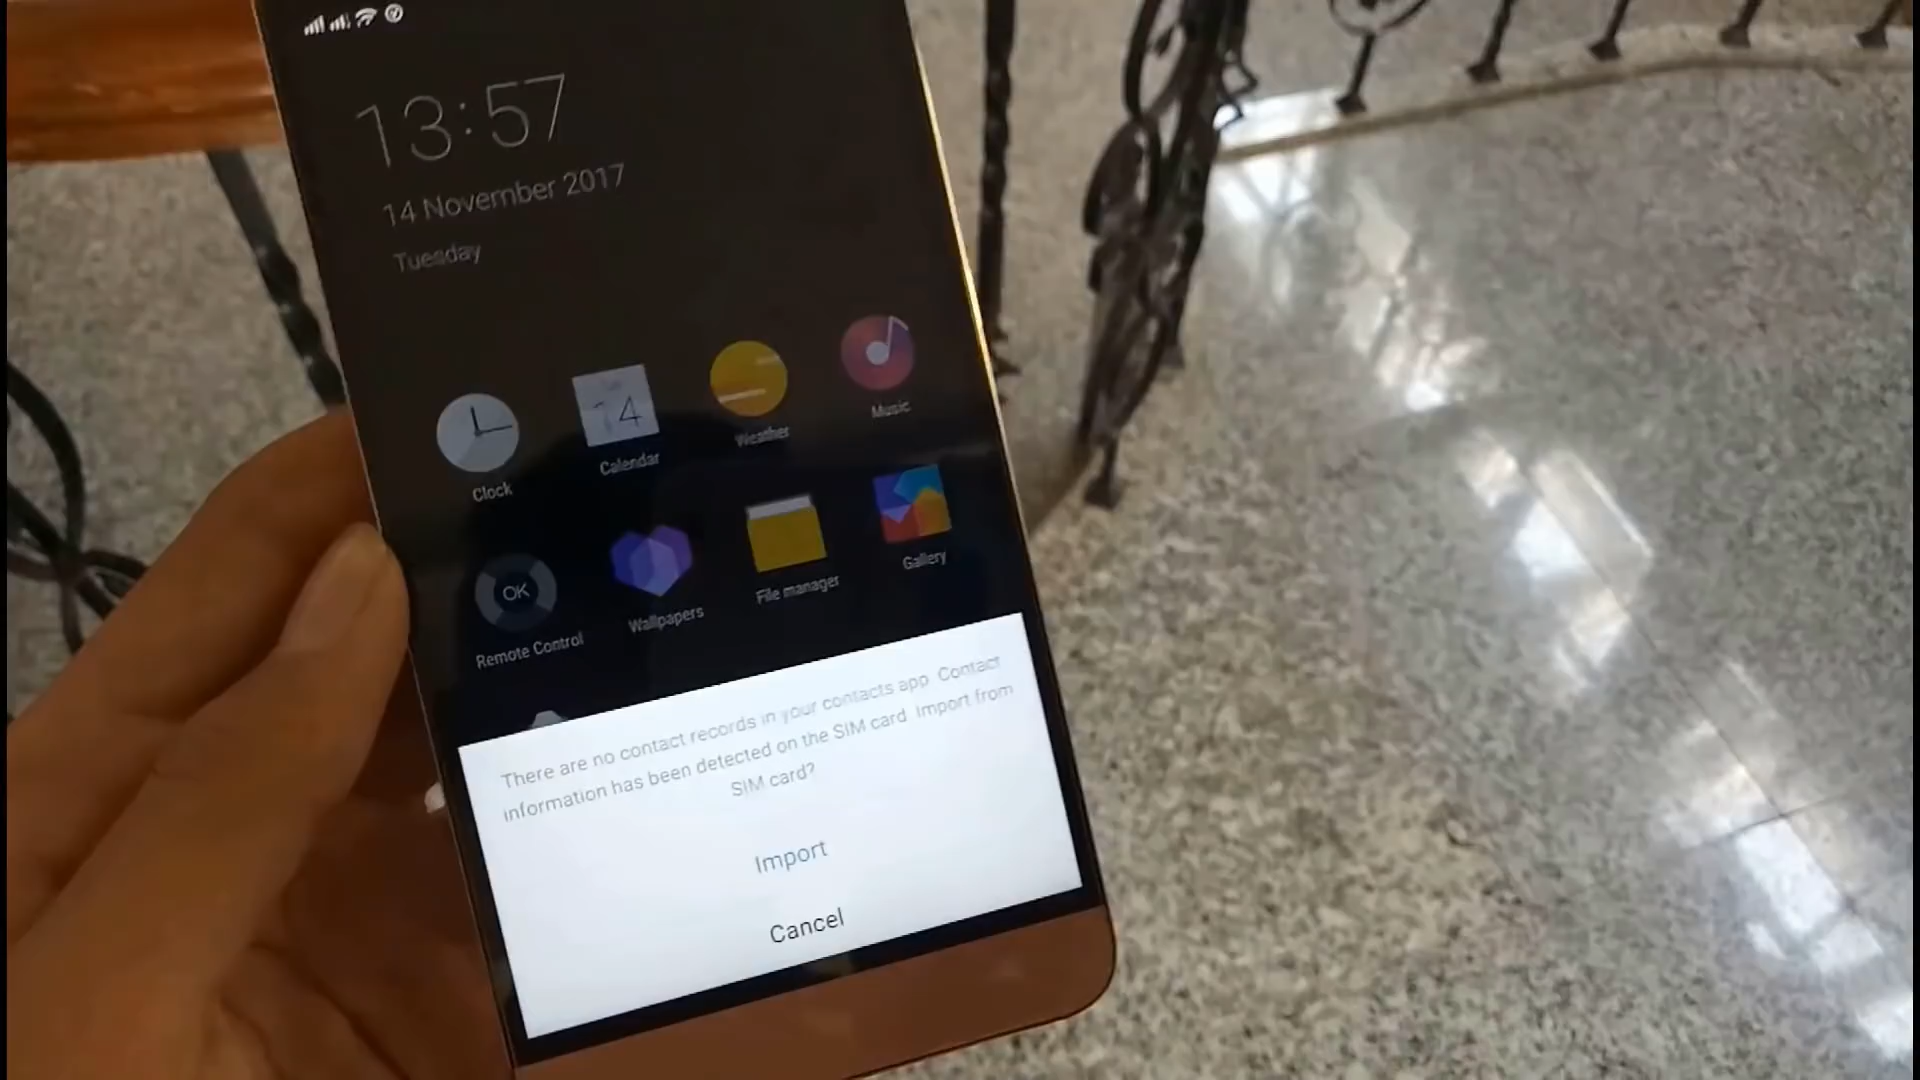 13:57
14 November 2017
Tuesday
14
Clock
Calendar
Weather
Music
OK
Remote Control
Wallpapers
File manager
Gallery
There are no contact records in your contacts app. Contact
information has been detected on the SIM card. Import from
SIM card?
Import
Cancel